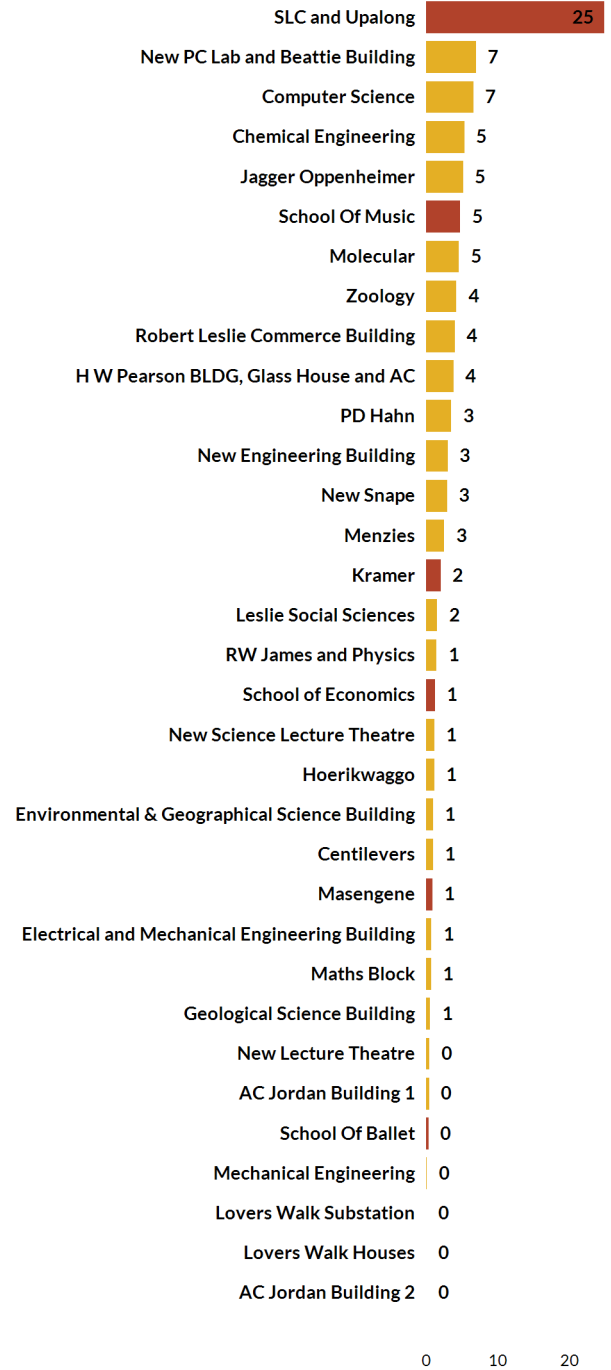 SLC and Upalong 25
New PC Lab and Beattie Building 7
Computer Science 7
Chemical Engineering 5
Jagger Oppenheimer 5
School Of Music 5
Molecular 5
Zoology 4
Robert Leslie Commerce Building 4
H W Pearson BLDG, Glass House and AC 4
PD Hahn 3
New Engineering Building 3
New Snape 3
Menzies 3
Kramer 2
Leslie Social Sciences 2
RW James and Physics 1
School of Economics 1
New Science Lecture Theatre 1
Hoerikwaggo 1
Environmental & Geographical Science Building 1
Centilevers 1
Masengene 1
Electrical and Mechanical Engineering Building 1
Maths Block 1
Geological Science Building 1
New Lecture Theatre 0
AC Jordan Building 1 0
School Of Ballet 0
Mechanical Engineering 0
Lovers Walk Substation 0
Lovers Walk Houses 0
AC Jordan Building 2 0
0 10 20